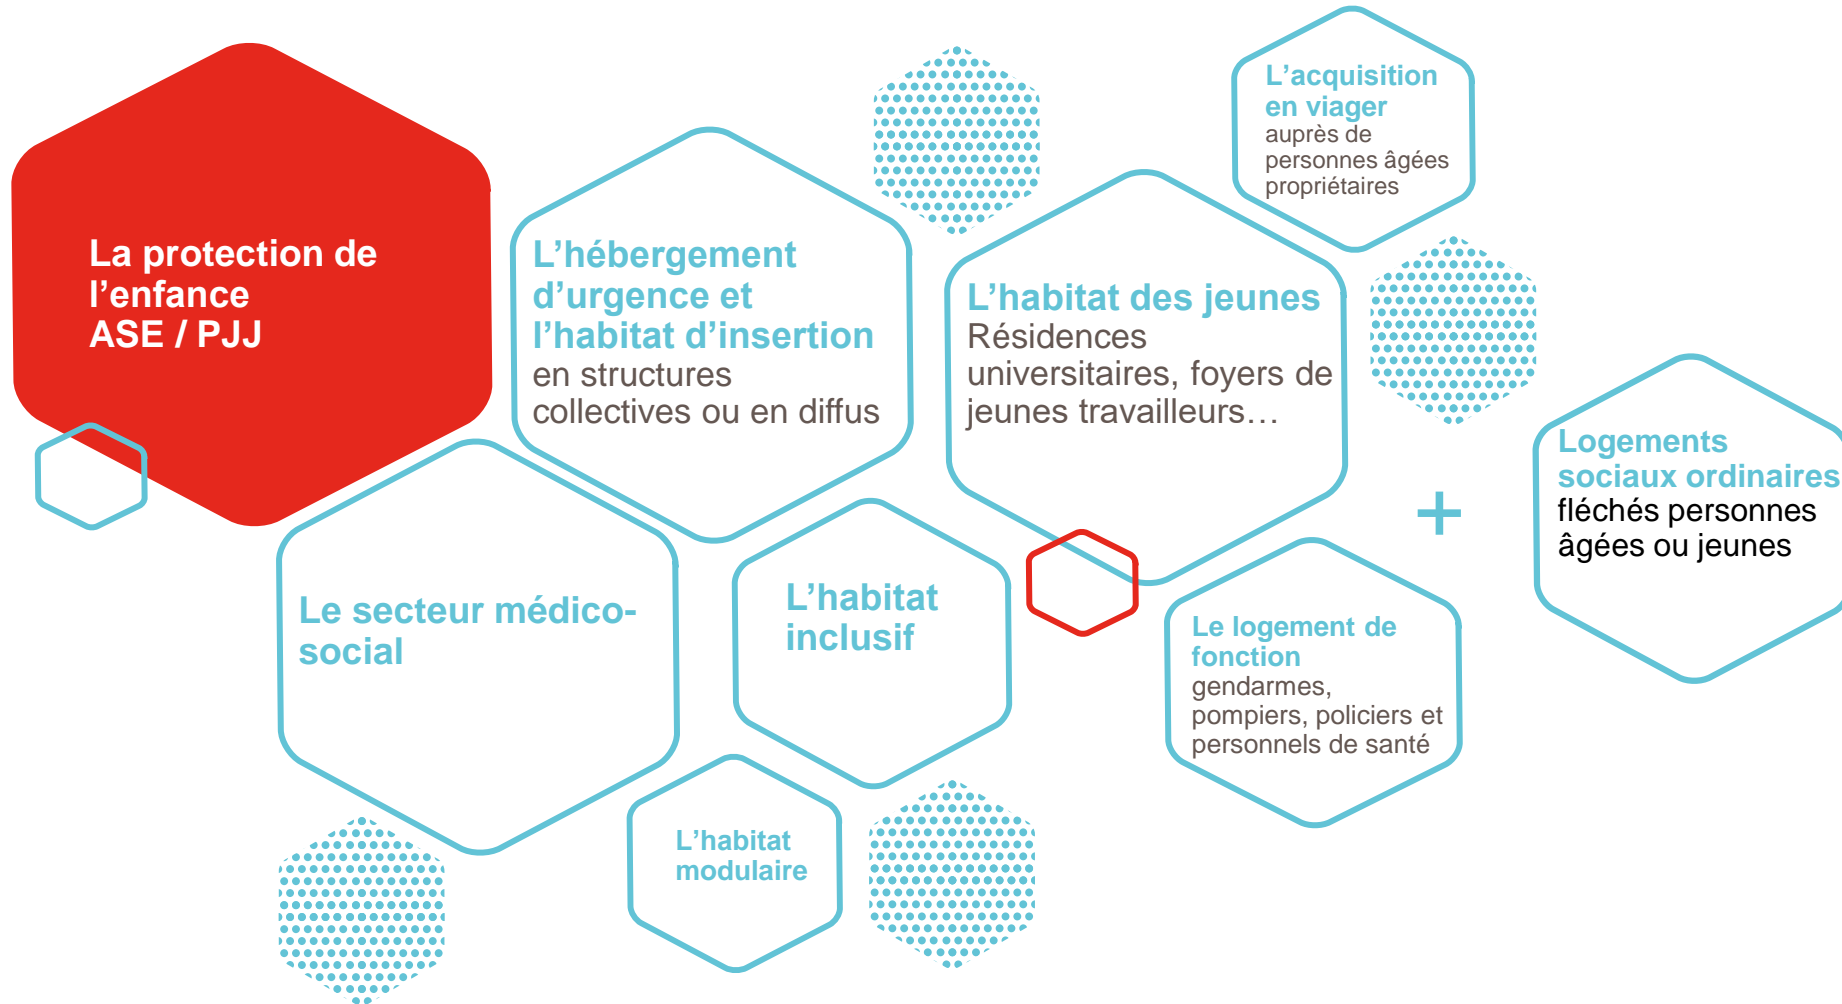 La protection de
l’enfance
ASE / PJJ
L’hébergement
d’urgence et
l’habitat d’insertion
en structures
collectives ou en diffus
L’habitat des jeunes
Résidences
universitaires, foyers de
jeunes travailleurs…
L’acquisition
en viager
auprès de
personnes âgées
propriétaires
Le secteur médico-
social
L’habitat
inclusif
L’habitat
modulaire
Le logement de
fonction
gendarmes,
pompiers, policiers et
personnels de santé
+
Logements
sociaux ordinaires
fléchés personnes
âgées ou jeunes